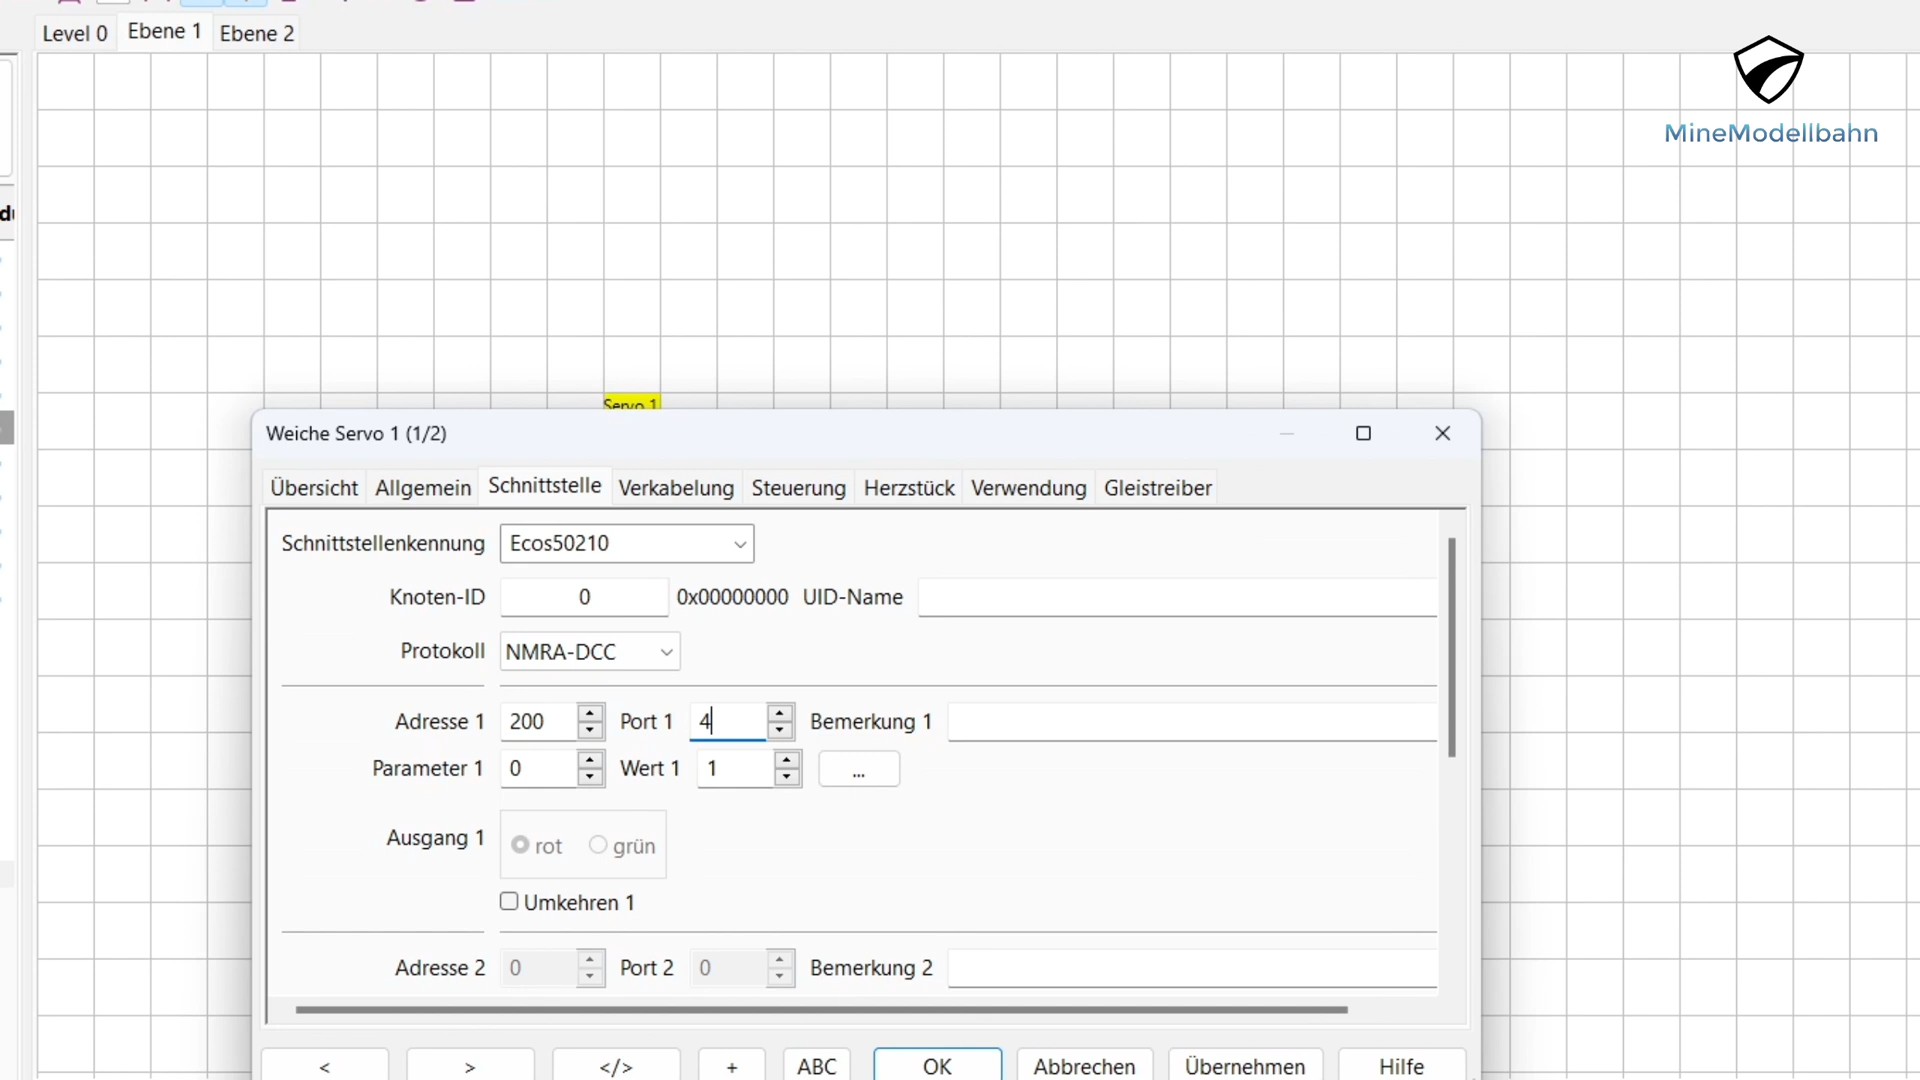 Level 0 Ebene 1 Ebene 2
MineModellbahn
Servo 1
Weiche Servo 1 (1/2)
Übersicht Allgemein Schnittstelle Verkabelung Steuerung Herzstück Verwendung Gleistreiber
Schnittstellenkennung Ecos50210
Knoten-ID 0 0x00000000 UID-Name
Protokoll NMRA-DCC
Adresse 1 200 Port 1 4 Bemerkung 1
Parameter 1 0 Wert 1 1 ...
Ausgang 1 rot grün
Umkehren 1
Adresse 2 0 Port 2 0 Bemerkung 2
< > </> + ABC OK Abbrechen Übernehmen Hilfe